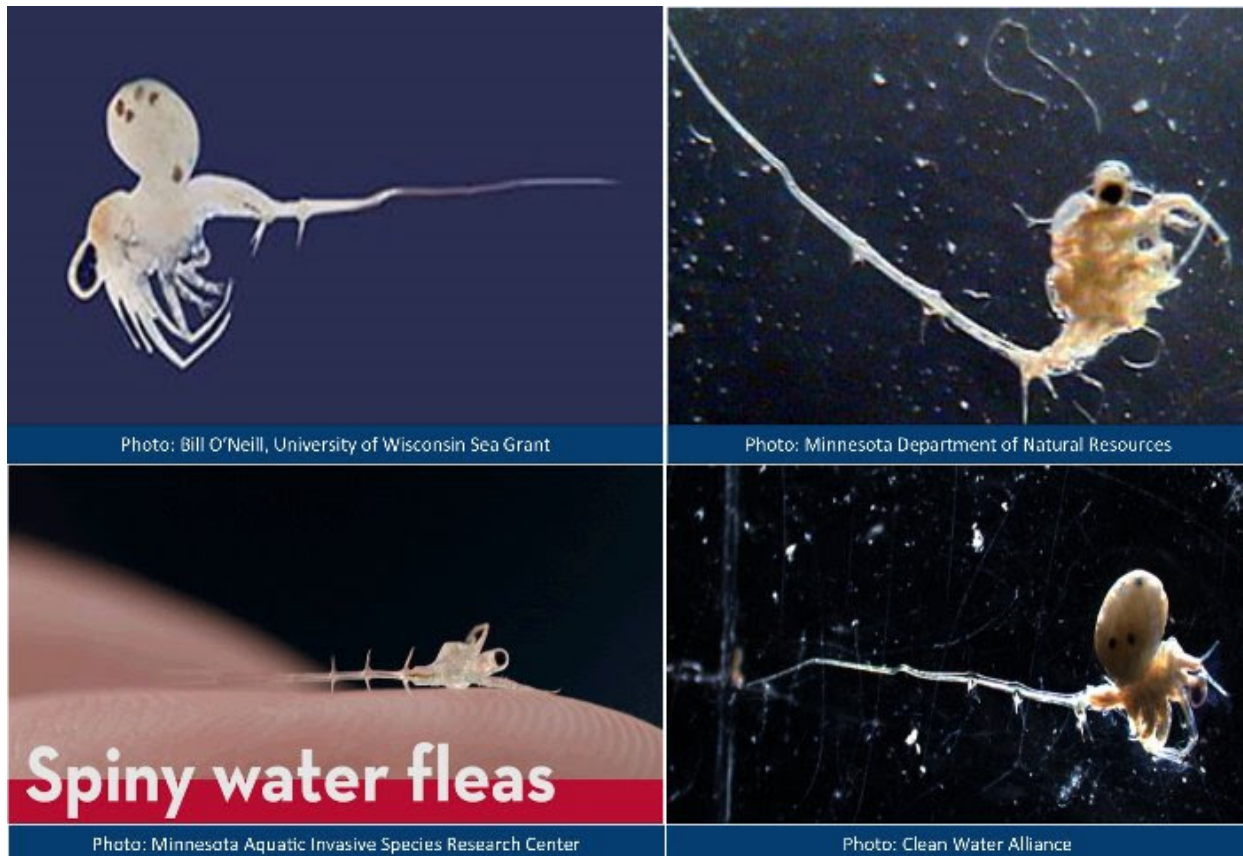 Photo: Bill O'Neill, University of Wisconsin Sea Grant
Photo: Minnesota Department of Natural Resources
Spiny water fleas
Photo: Minnesota Aquatic Invasive Species Research Center
Photo: Clean Water Alliance